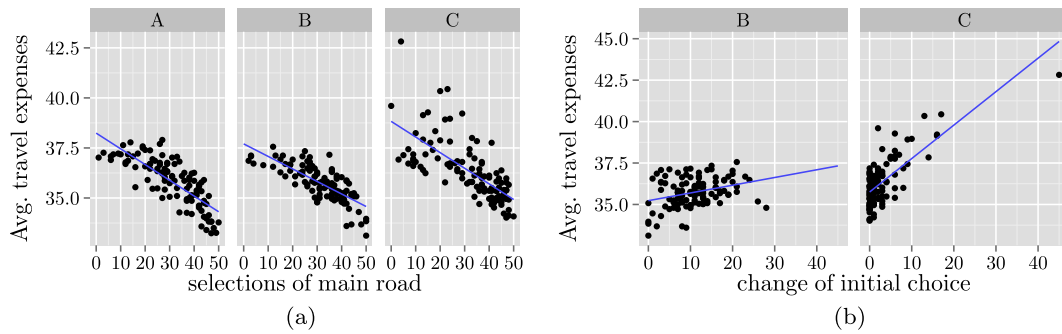 A B C
Avg. travel expenses
42.5
40.0
37.5
35.0
0 10 20 30 40 50 0 10 20 30 40 50 0 10 20 30 40 50
selections of main road
(a)
B C
Avg. travel expenses
45.0
42.5
40.0
37.5
35.0
0 10 20 30 40 0 10 20 30 40
change of initial choice
(b)